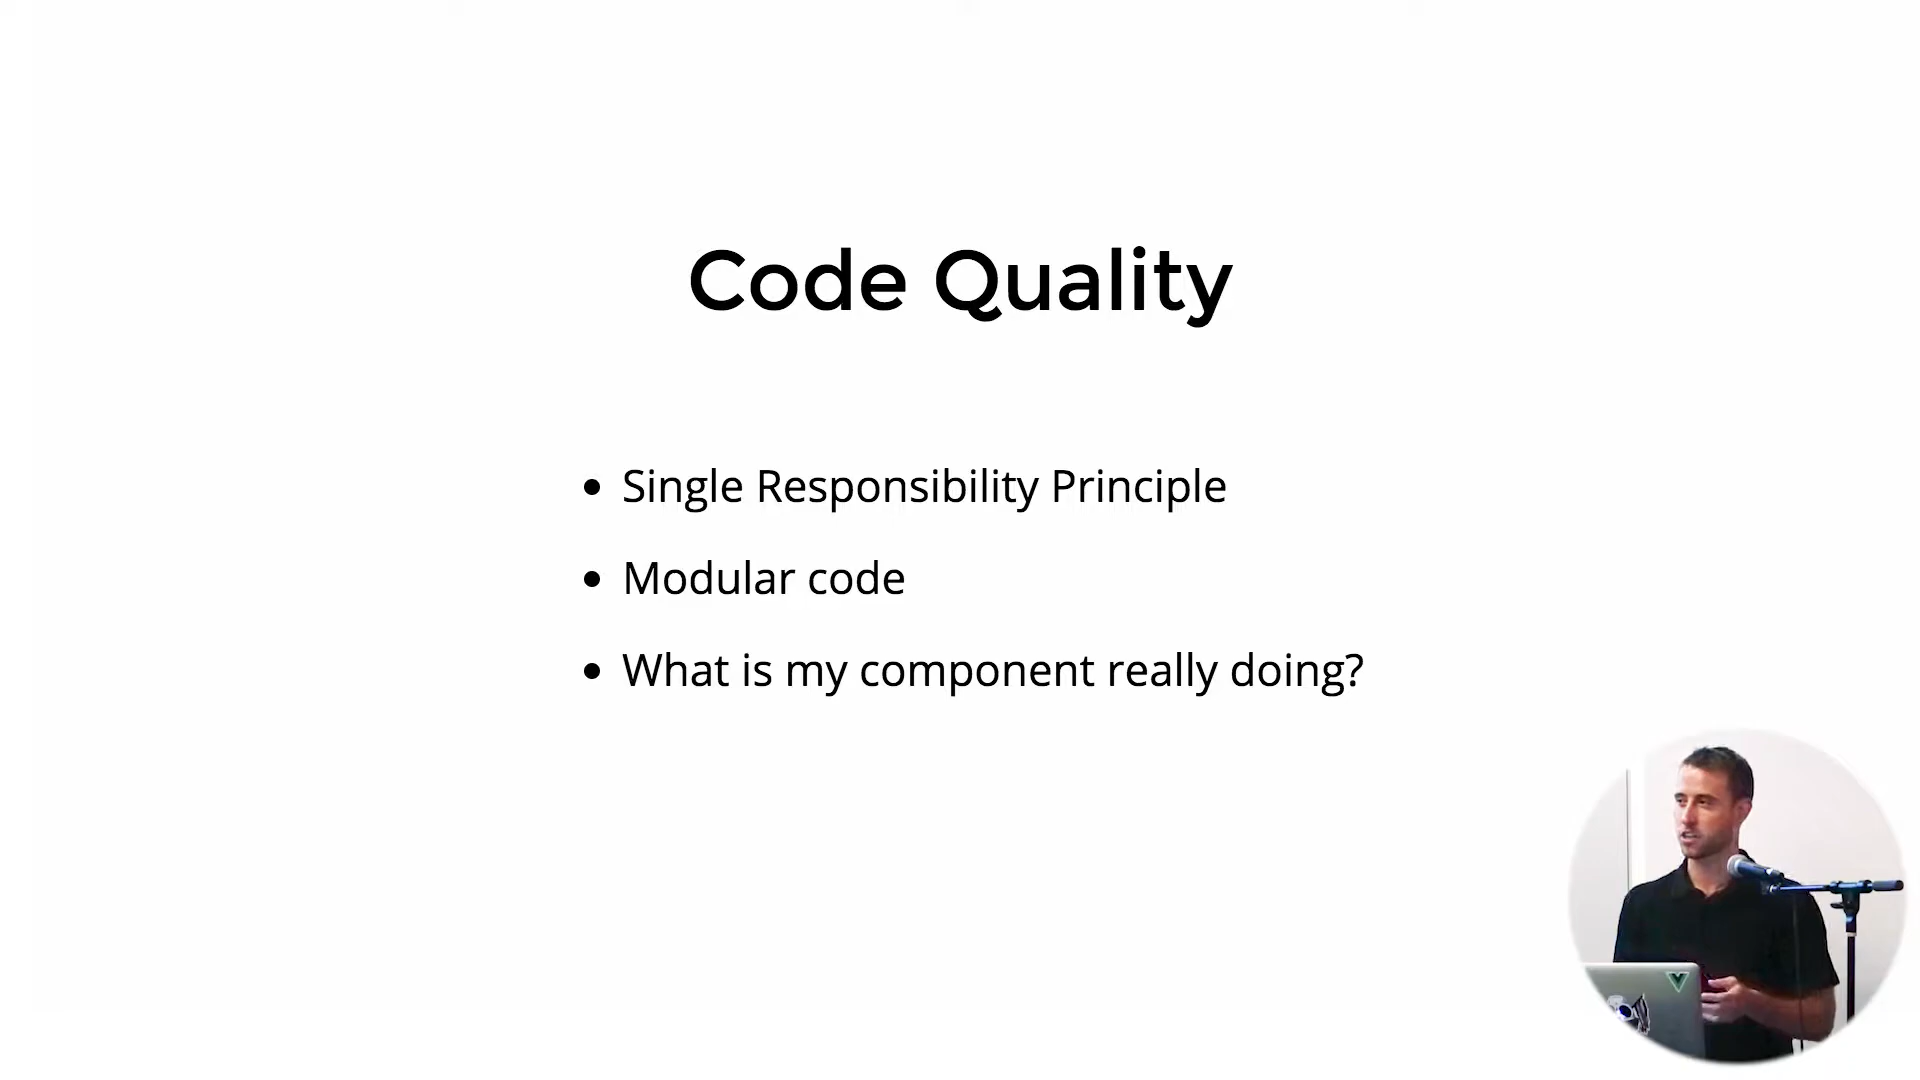 Code Quality
Single Responsibility Principle
Modular code
What is my component really doing?